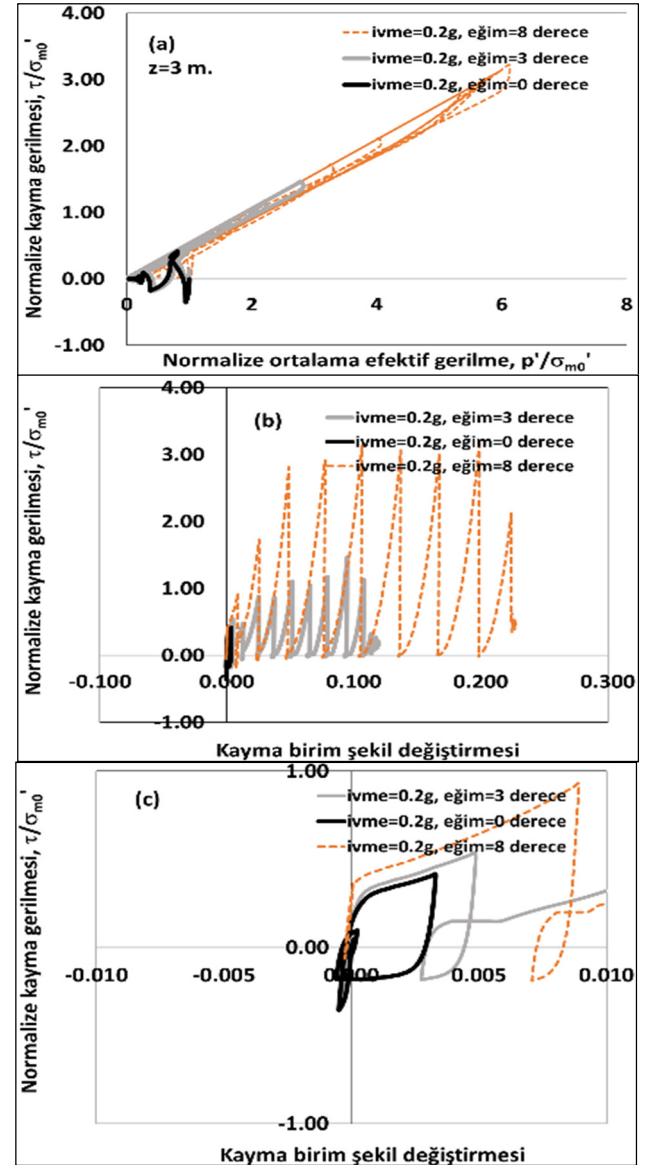 4.00
(a)
z=3 m.
ivme=0.2g, eğim=8 derece
ivme=0.2g, eğim=3 derece
ivme=0.2g, eğim=0 derece
3.00
2.00
1.00
0.00
-1.00
0
2
4
6
8
Normalize kayma gerilmesi, τ/σm0'
Normalize ortalama efektif gerilme, p'/σm0'
4.00
(b)
ivme=0.2g, eğim=3 derece
ivme=0.2g, eğim=0 derece
ivme=0.2g, eğim=8 derece
3.00
2.00
1.00
0.00
-1.00
-0.100
0.000
0.100
0.200
0.300
Normalize kayma gerilmesi, τ/σm0'
Kayma birim şekil değiştirmesi
1.00
(c)
ivme=0.2g, eğim=3 derece
ivme=0.2g, eğim=0 derece
ivme=0.2g, eğim=8 derece
0.00
-1.00
-0.010
-0.005
0.000
0.005
0.010
Normalize kayma gerilmesi, τ/σm0'
Kayma birim şekil değiştirmesi